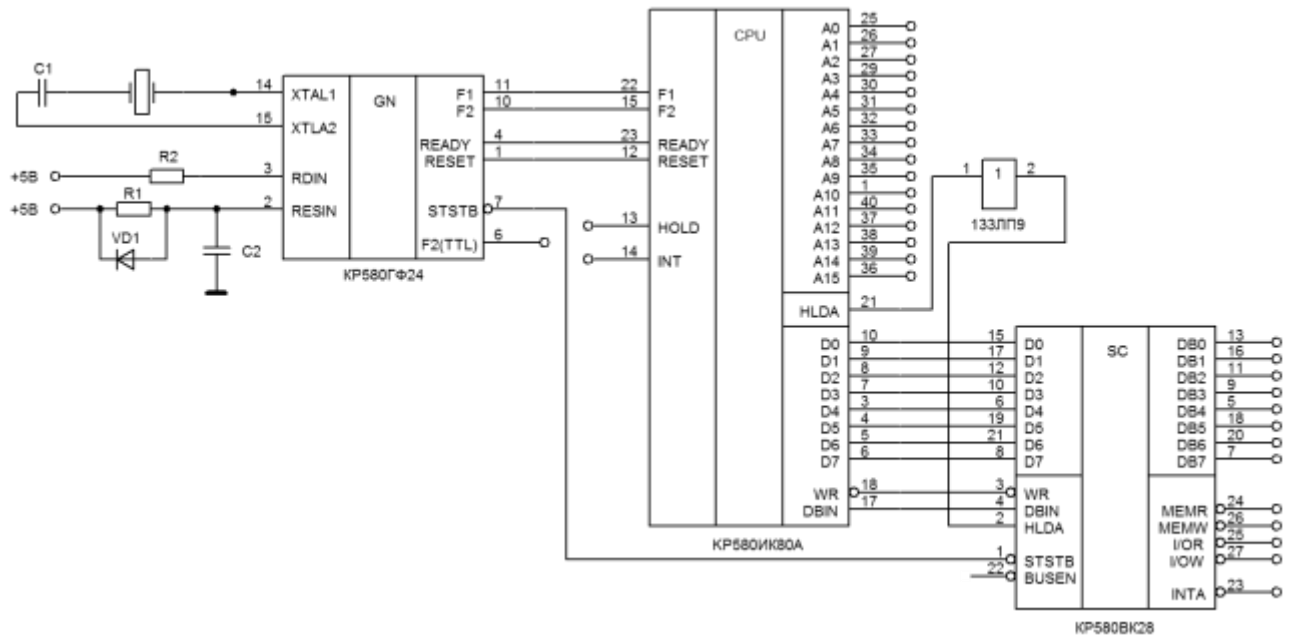 C1
14 XTAL1
15 XTLA2
+5В R2 3 RDIN
+5В R1 2 RESIN
VD1
C2
GN
F1 11
F2 10
READY 4
RESET 1
STSTB 7
F2(TTL) 6
КР580ГФ24
CPU
22 F1
15 F2
23 READY
12 RESET
13 HOLD
14 INT
A0 25
A1 26
A2 27
A3 29
A4 30
A5 31
A6 32
A7 33
A8 34
A9 35
A10 1
A11 40
A12 37
A13 38
A14 39
A15 36
HLDA 21
D0 10
D1 9
D2 8
D3 7
D4 3
D5 4
D6 5
D7 6
WR 18
DBIN 17
КР580ИК80А
1 1 2
133ЛП9
SC
15 D0
17 D1
12 D2
10 D3
6 D4
19 D5
21 D6
8 D7
3 WR
4 DBIN
2 HLDA
1 STSTB
22 BUSEN
DB0 13
DB1 16
DB2 11
DB3 9
DB4 5
DB5 18
DB6 20
DB7 7
MEMR 24
MEMW 26
I/OR 25
I/OW 27
INTA 23
КР580ВК28